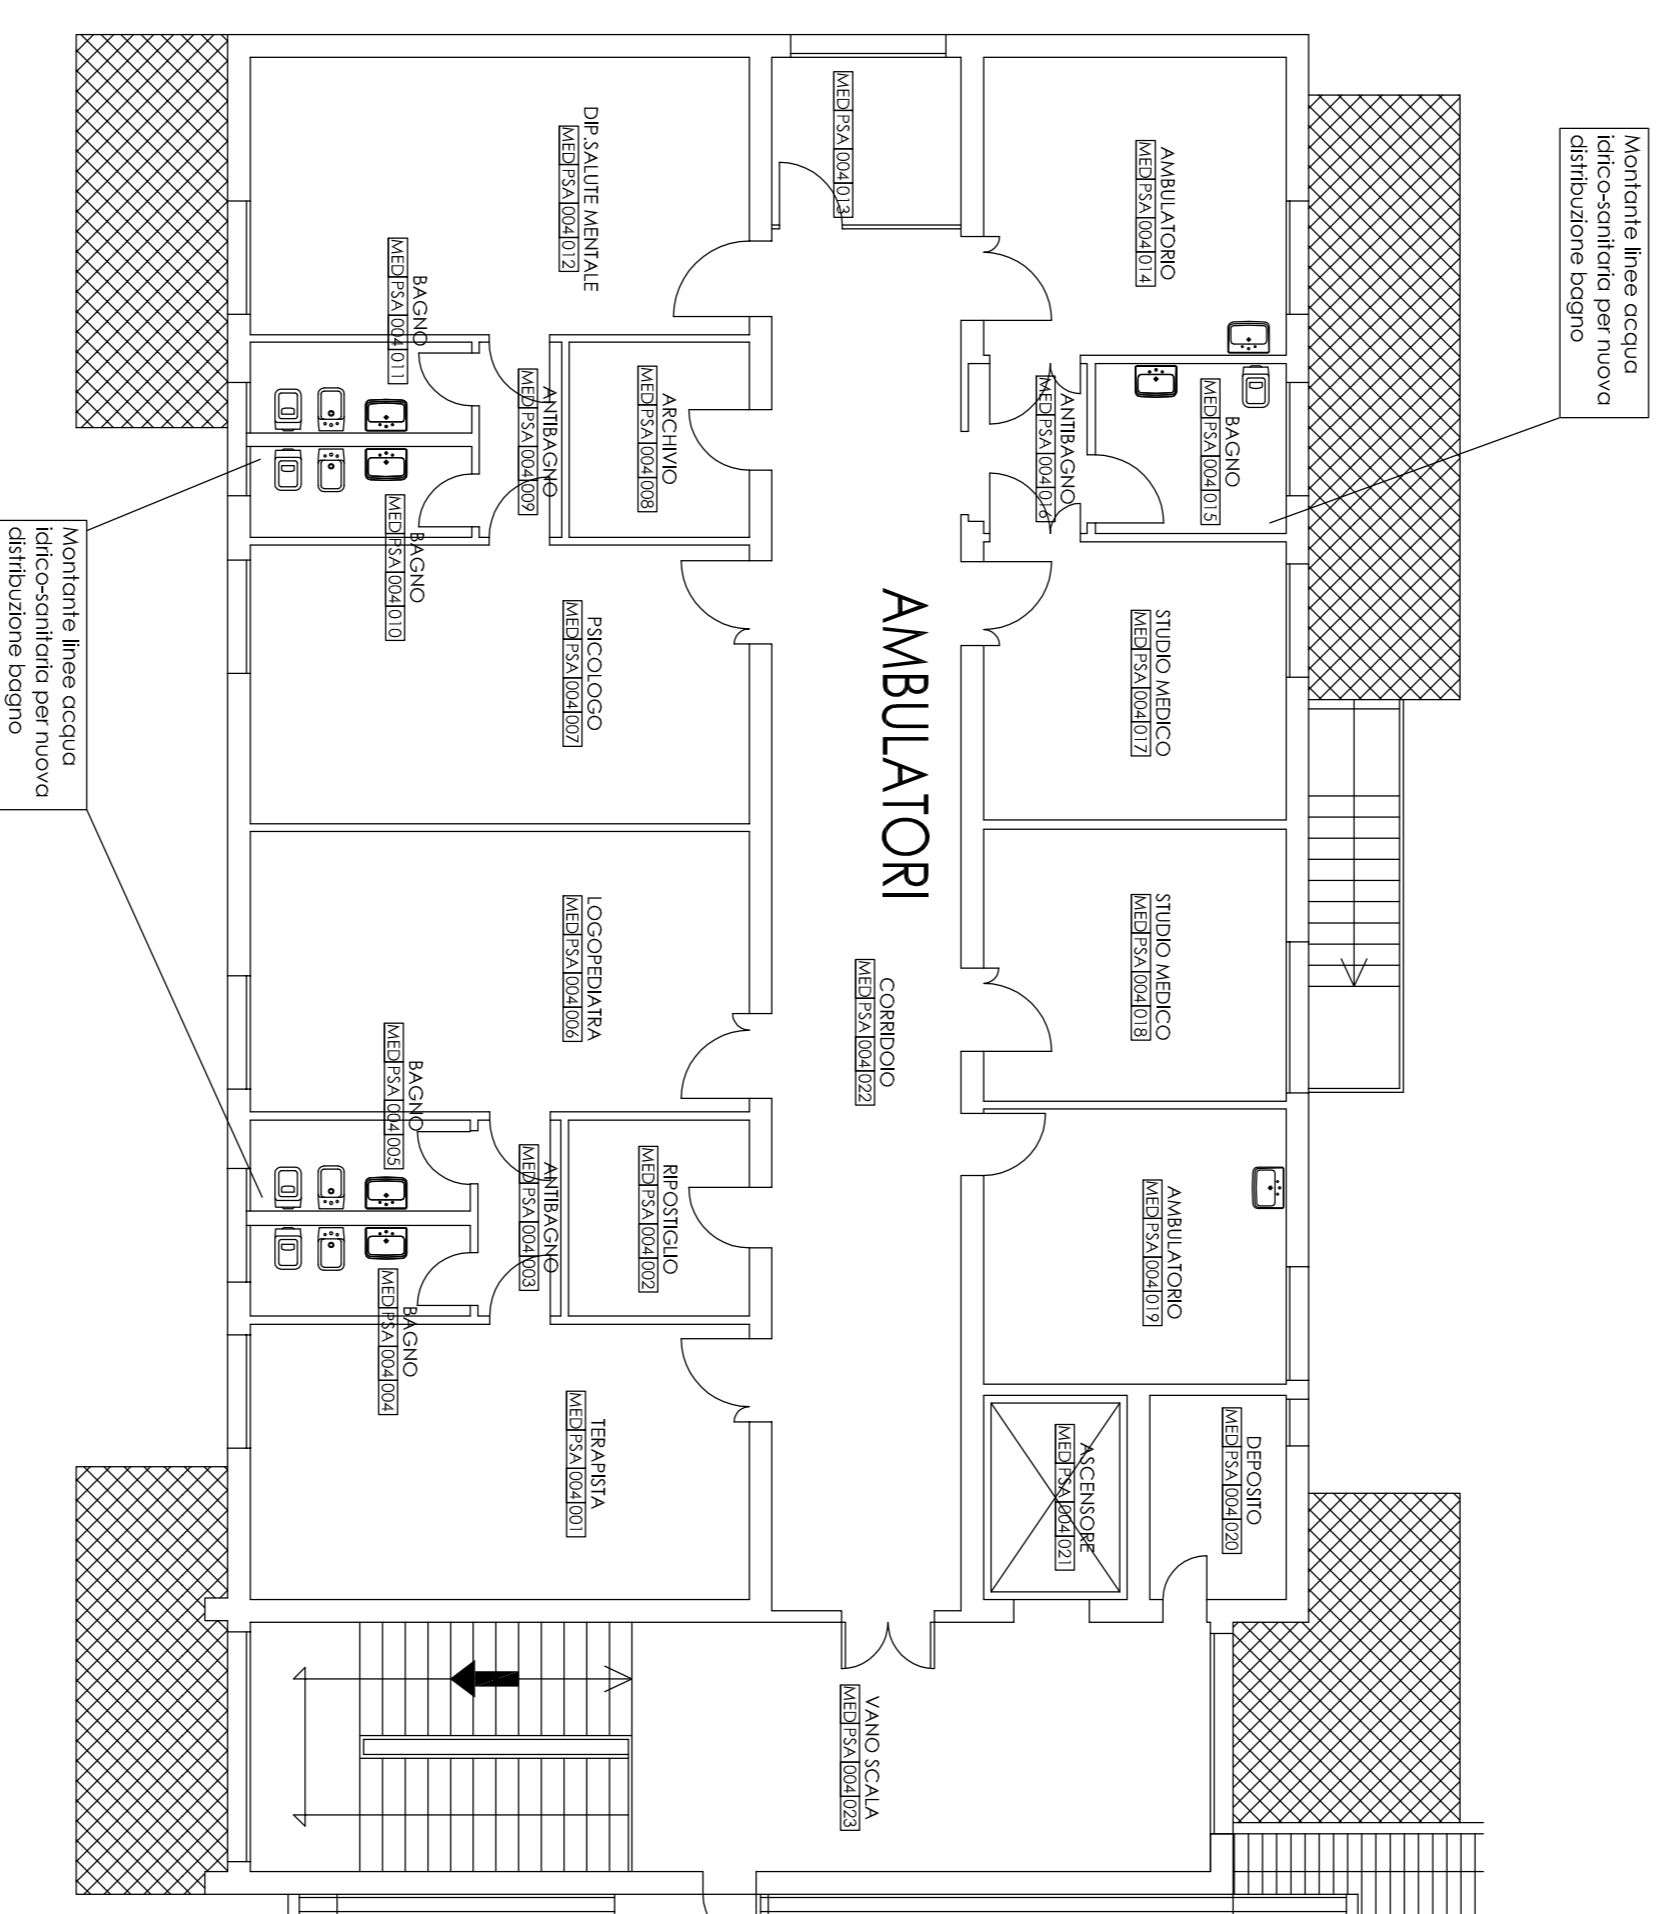 Montante linee acqua
idrico-sanitaria per nuova
distribuzione bagno
MED PSA 004 013
AMBULATORIO
MED PSA 004 014
DIP.SALUTE MENTALE
MED PSA 004 012
BAGNO
MED PSA 004 011
ANTIBAGNO
MED PSA 004 009
ARCHIVIO
MED PSA 004 008
ANTIBAGNO
MED PSA 004 016
BAGNO
MED PSA 004 015
BAGNO
MED PSA 004 010
PSICOLOGO
MED PSA 004 007
AMBULATORI
STUDIO MEDICO
MED PSA 004 017
Montante linee acqua
idrico-sanitaria per nuova
distribuzione bagno
LOGOPEDIATRA
MED PSA 004 006
CORRIDOIO
MED PSA 004 022
STUDIO MEDICO
MED PSA 004 018
BAGNO
MED PSA 004 005
ANTIBAGNO
MED PSA 004 003
RIPOSTIGLIO
MED PSA 004 002
AMBULATORIO
MED PSA 004 019
BAGNO
MED PSA 004 004
TERAPISTA
MED PSA 004 001
ASCENSORE
MED PSA 004 021
DEPOSITO
MED PSA 004 020
VANO SCALA
MED PSA 004 023